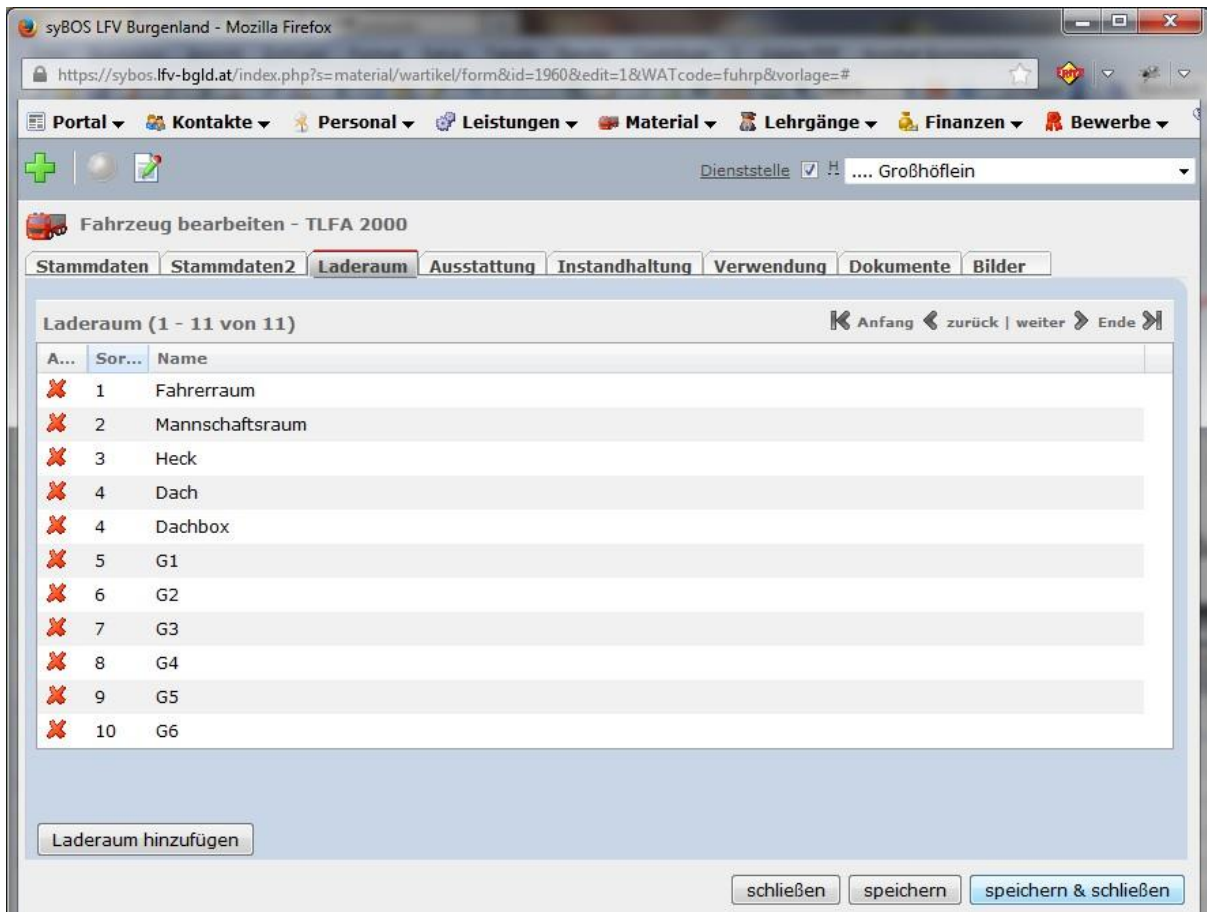 syBOS LFV Burgenland - Mozilla Firefox
https://sybos.lfv-bgld.at/index.php?s=material/wartikel/form&id=1960&edit=1&WATcode=fuhrp&vorlage=#
Portal Kontakte Personal Leistungen Material Lehrgänge Finanzen Bewerbe
Dienststelle H .... Großhöflein
Fahrzeug bearbeiten - TLFA 2000
Stammdaten Stammdaten2 Laderaum Ausstattung Instandhaltung Verwendung Dokumente Bilder
Laderaum (1 - 11 von 11) Anfang zurück | weiter Ende
A... Sor... Name
1 Fahrerraum
2 Mannschaftsraum
3 Heck
4 Dach
4 Dachbox
5 G1
6 G2
7 G3
8 G4
9 G5
10 G6
Laderaum hinzufügen
schließen speichern speichern & schließen